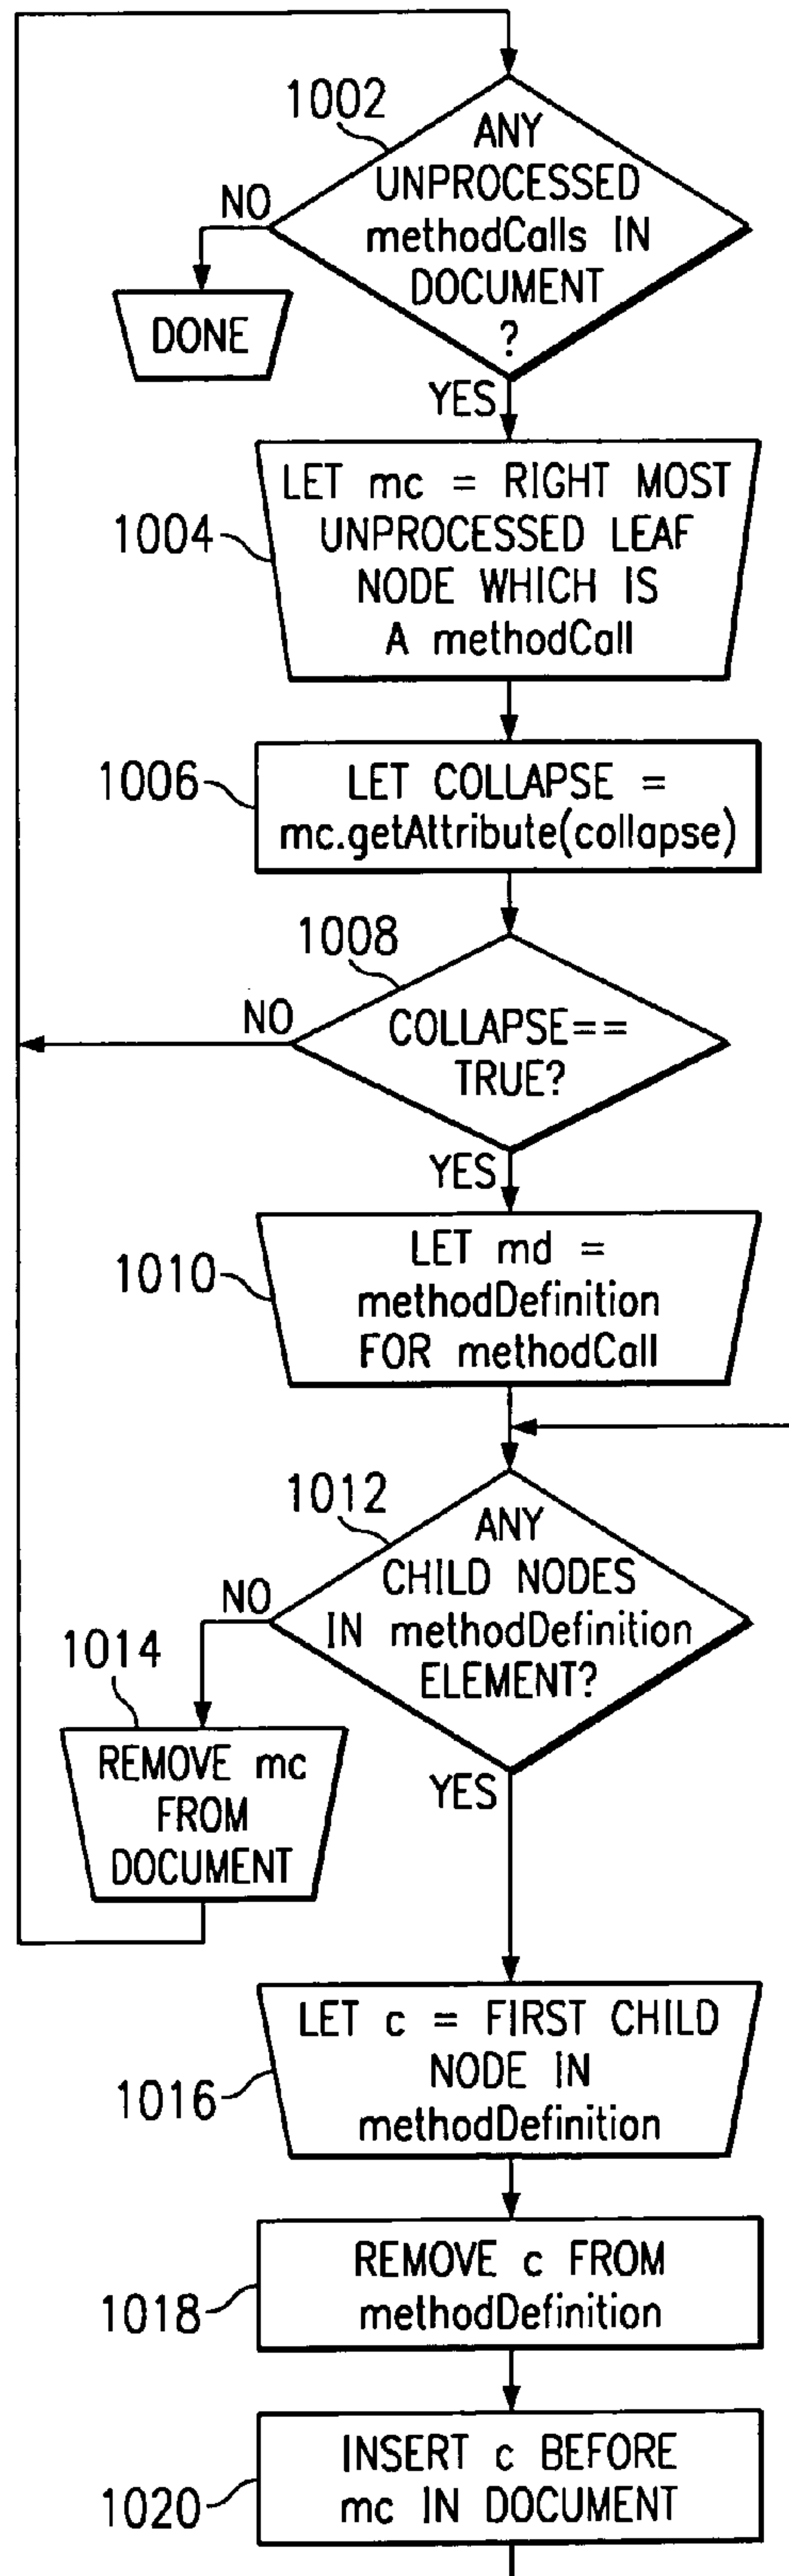 1002
ANY
UNPROCESSED
methodCalls IN
DOCUMENT
?
NO
DONE
YES
1004
LET mc = RIGHT MOST
UNPROCESSED LEAF
NODE WHICH IS
A methodCall
1006
LET COLLAPSE =
mc.getAttribute(collapse)
1008
NO
COLLAPSE==
TRUE?
YES
1010
LET md =
methodDefinition
FOR methodCall
1012
ANY
CHILD NODES
IN methodDefinition
ELEMENT?
NO
1014
REMOVE mc
FROM
DOCUMENT
YES
1016
LET c = FIRST CHILD
NODE IN
methodDefinition
1018
REMOVE c FROM
methodDefinition
1020
INSERT c BEFORE
mc IN DOCUMENT